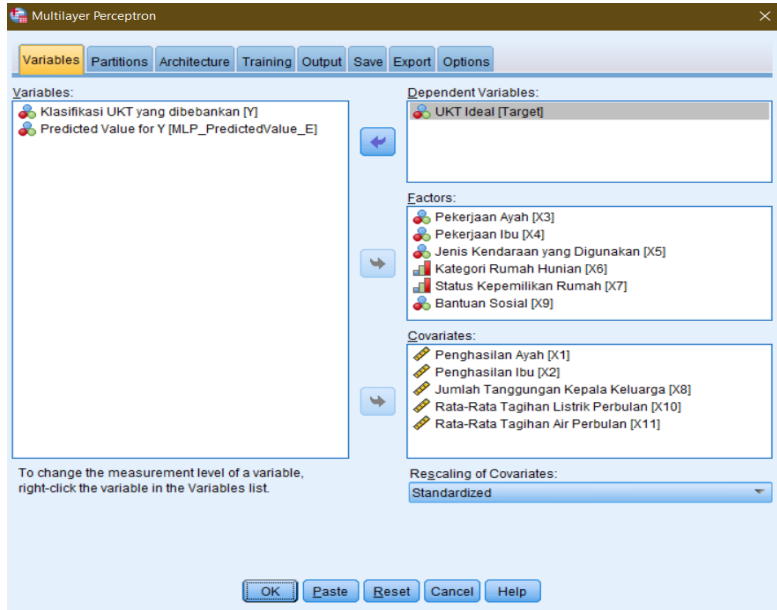 Multilayer Perceptron
Variables Partitions Architecture Training Output Save Export Options
Variables:
Klasifikasi UKT yang dibebankan [Y]
Predicted Value for Y [MLP_PredictedValue_E]
Dependent Variables:
UKT Ideal [Target]
Factors:
Pekerjaan Ayah [X3]
Pekerjaan Ibu [X4]
Jenis Kendaraan yang Digunakan [X5]
Kategori Rumah Hunian [X6]
Status Kepemilikan Rumah [X7]
Bantuan Sosial [X9]
Covariates:
Penghasilan Ayah [X1]
Penghasilan Ibu [X2]
Jumlah Tanggungan Kepala Keluarga [X8]
Rata-Rata Tagihan Listrik Perbulan [X10]
Rata-Rata Tagihan Air Perbulan [X11]
To change the measurement level of a variable,
right-click the variable in the Variables list.
Rescaling of Covariates:
Standardized
OK Paste Reset Cancel Help